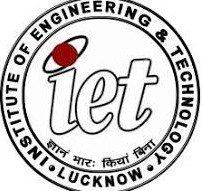 INSTITUTE OF ENGINEERING & TECHNOLOGY
iet
ज्ञानं भारः क्रियां बिना
LUCKNOW